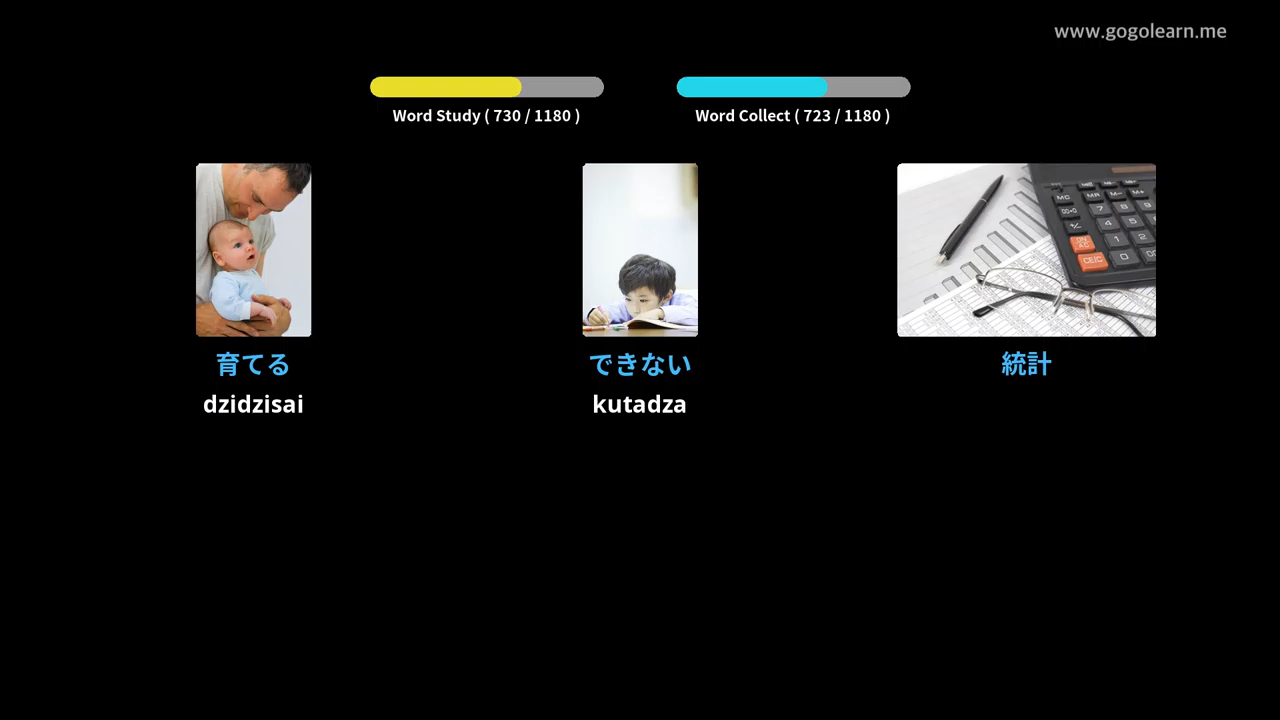 www.gogolearn.me
Word Study ( 730 / 1180 )
Word Collect ( 723 / 1180 )
育てる
できない
統計
dzidzisai
kutadza